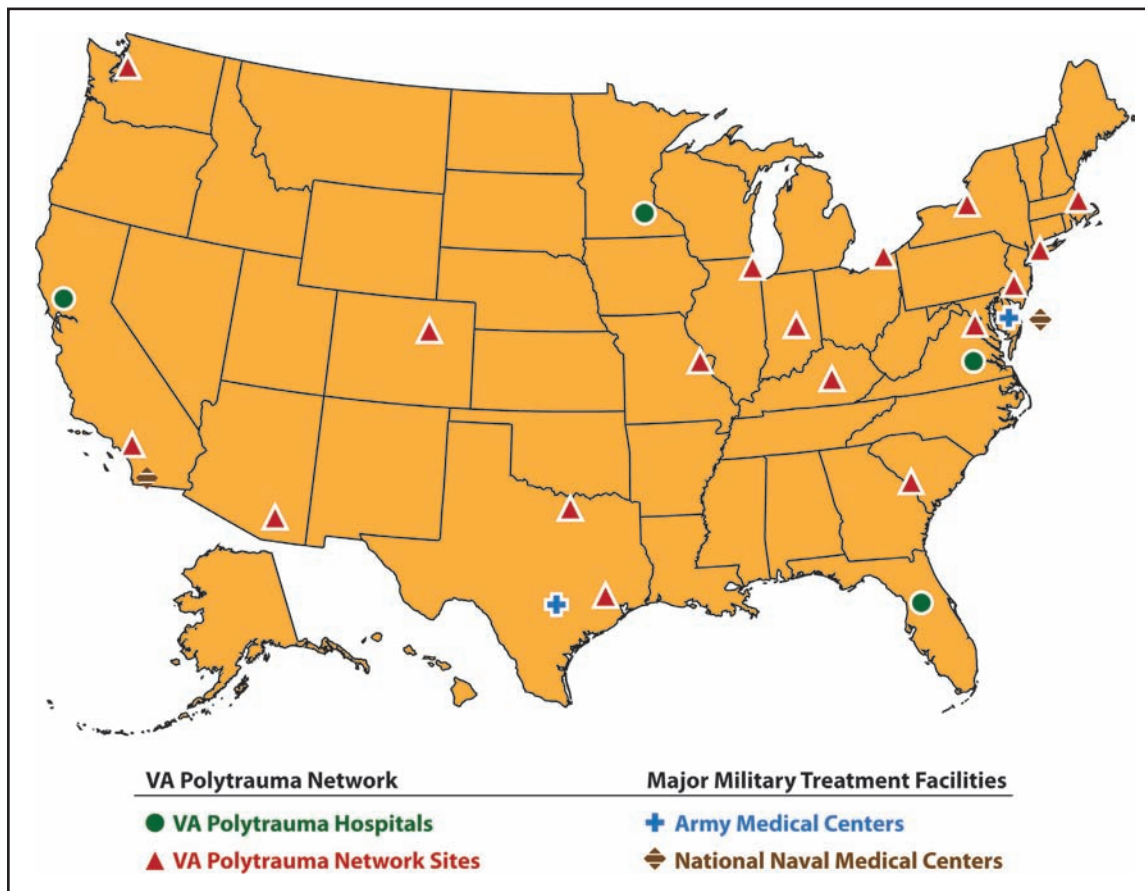 VA Polytrauma Network
Major Military Treatment Facilities
VA Polytrauma Hospitals
Army Medical Centers
VA Polytrauma Network Sites
National Naval Medical Centers